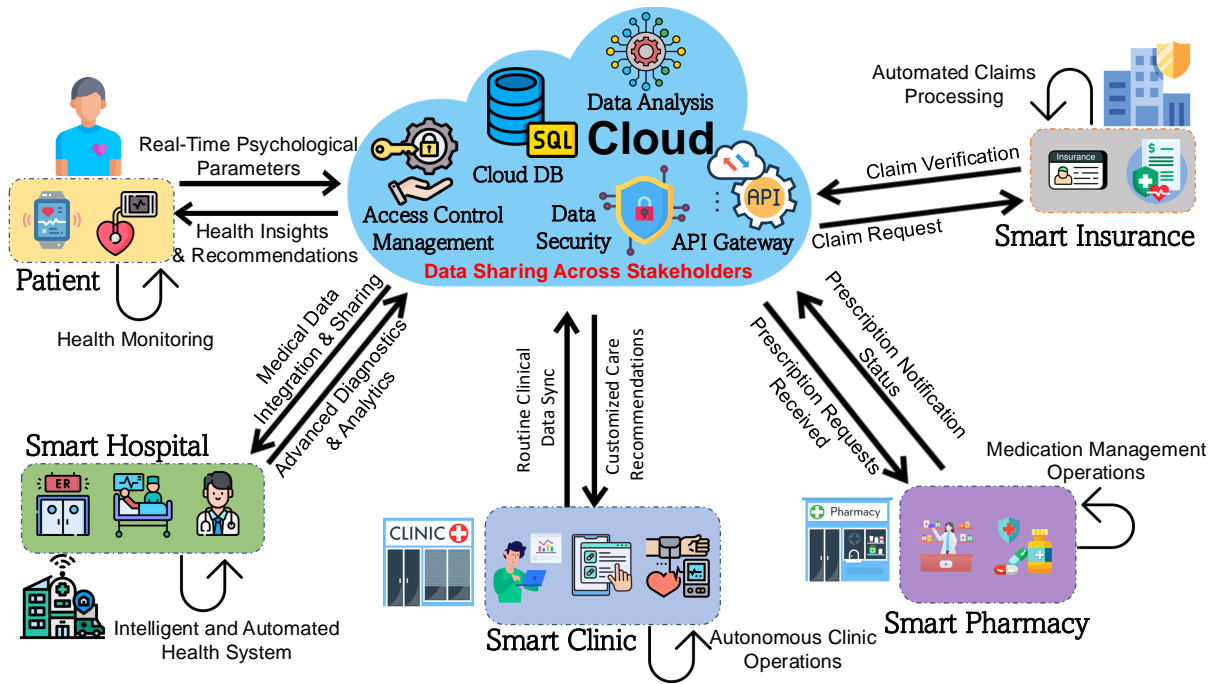 Data Analysis
Cloud
SQL
Cloud DB
Access Control
Management
Data
Security
API
API Gateway
Data Sharing Across Stakeholders
Real-Time Psychological
Parameters
Health Insights
& Recommendations
Patient
Health Monitoring
Automated Claims
Processing
Insurance
$
Claim Verification
Claim Request
Smart Insurance
Medical Data
Integration & Sharing
Advanced Diagnostics
& Analytics
Routine Clinical
Data Sync
Customized Care
Recommendations
Prescription Requests
Received
Prescription Notification
Status
Smart Hospital
ER
Intelligent and Automated
Health System
CLINIC
Smart Clinic
Autonomous Clinic
Operations
Medication Management
Operations
Pharmacy
Smart Pharmacy